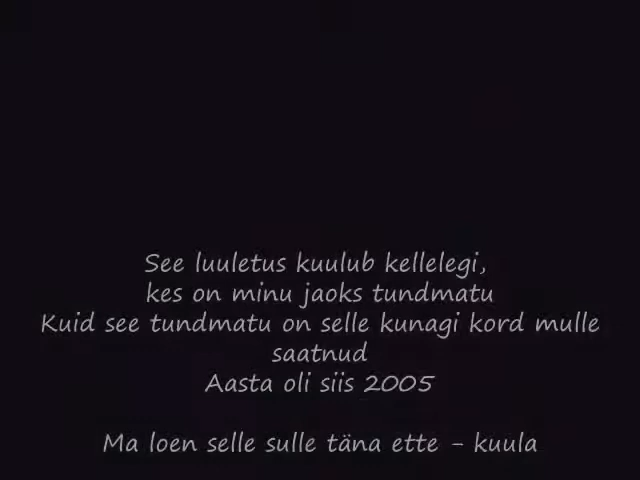 See luuletus kuulub kellelegi,
kes on minu jaoks tundmatu
Kuid see tundmatu on selle kunagi kord mulle
saatnud
Aasta oli siis 2005
Ma loen selle sulle täna ette - kuula